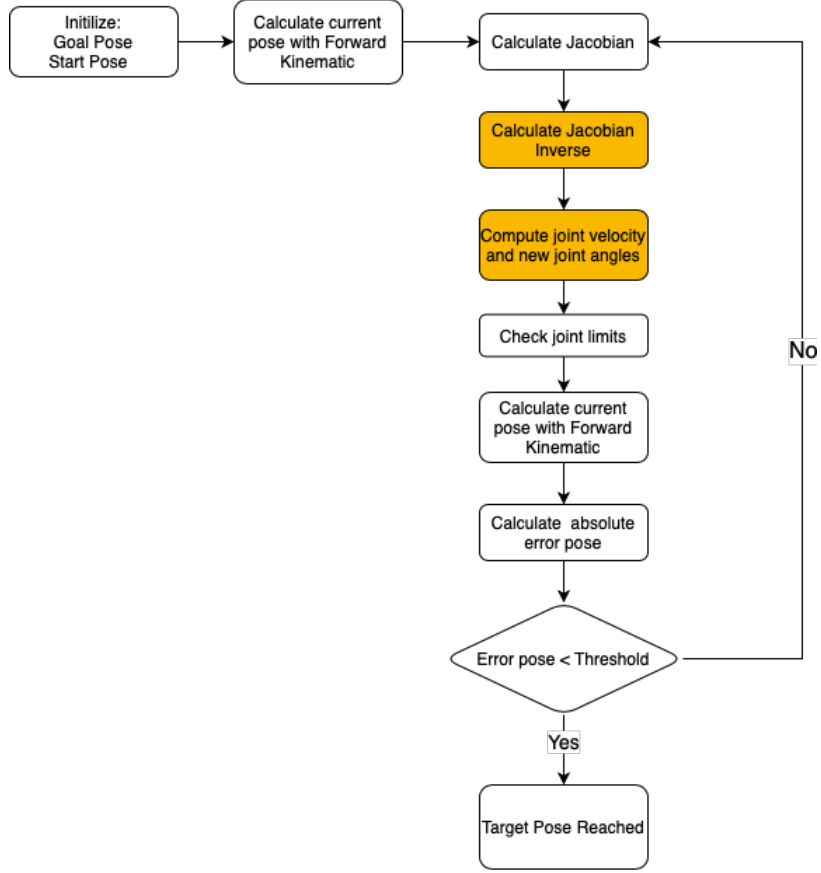 Initilize:
Goal Pose
Start Pose
Calculate current
pose with Forward
Kinematic
Calculate Jacobian
Calculate Jacobian
Inverse
Compute joint velocity
and new joint angles
Check joint limits
Calculate current
pose with Forward
Kinematic
Calculate absolute
error pose
Error pose < Threshold
No
Yes
Target Pose Reached